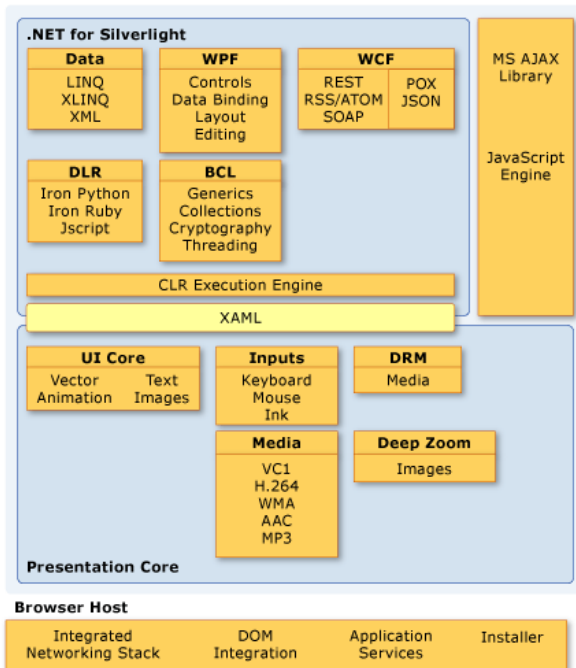 .NET for Silverlight
Data
LINQ
XLINQ
XML
WPF
Controls
Data Binding
Layout
Editing
WCF
REST
RSS/ATOM
SOAP
POX
JSON
MS AJAX
Library
JavaScript
Engine
DLR
Iron Python
Iron Ruby
Jscript
BCL
Generics
Collections
Cryptography
Threading
CLR Execution Engine
XAML
UI Core
Vector Text
Animation Images
Inputs
Keyboard
Mouse
Ink
DRM
Media
Media
VC1
H.264
WMA
AAC
MP3
Deep Zoom
Images
Presentation Core
Browser Host
Integrated
Networking Stack
DOM
Integration
Application
Services
Installer